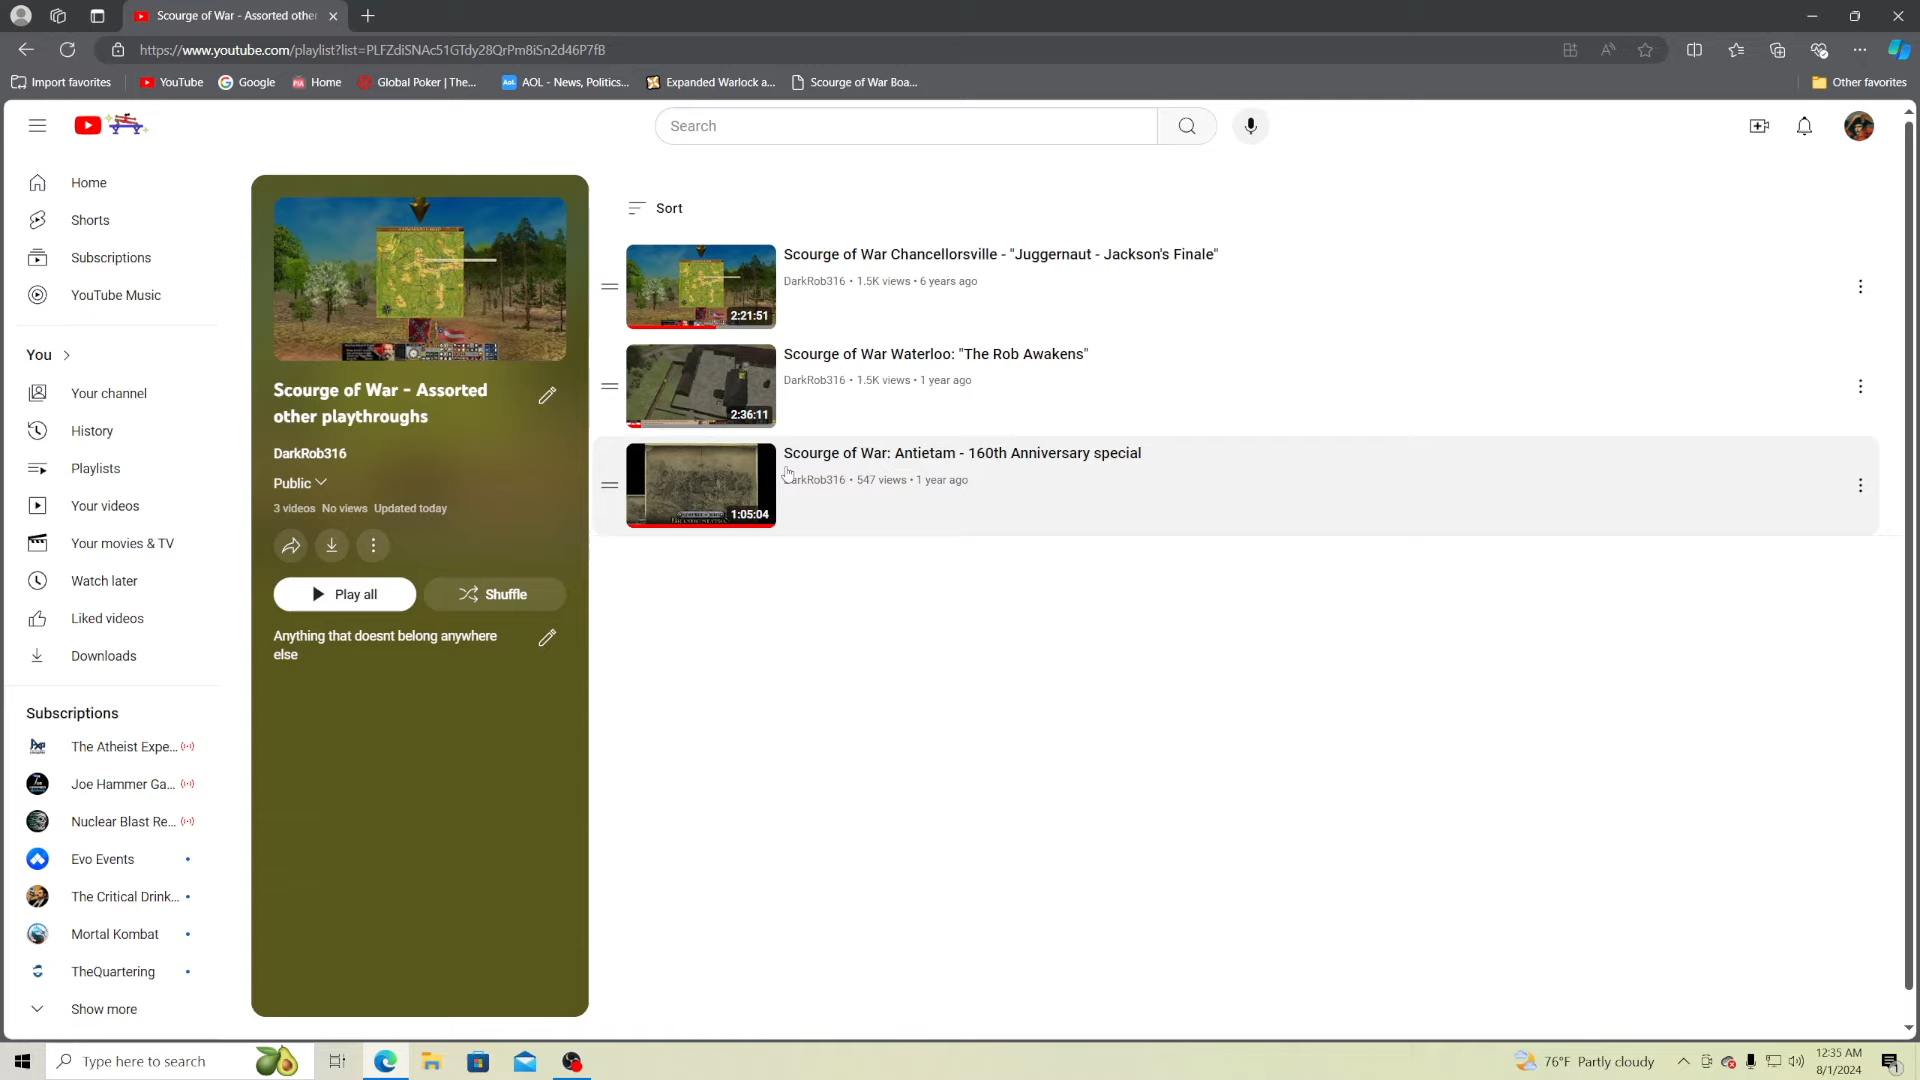 Scourge of War - Assorted other
https://www.youtube.com/playlist?list=PLFZdiSNAc51GTdy28QrPm8iSn2d46P7fB
Import favorites
YouTube
Google
Home
Global Poker | The...
AOL - News, Politics...
Expanded Warlock a...
Scourge of War Boa...
Other favorites
Search
Home
Shorts
Subscriptions
YouTube Music
You
Your channel
History
Playlists
Your videos
Your movies & TV
Watch later
Liked videos
Downloads
Subscriptions
The Atheist Expe...
Joe Hammer Ga...
Nuclear Blast Re...
Evo Events
The Critical Drink...
Mortal Kombat
TheQuartering
Show more
Scourge of War - Assorted
other playthroughs
DarkRob316
Public
3 videos No views Updated today
Play all
Shuffle
Anything that doesnt belong anywhere
else
Sort
2:21:51
Scourge of War Chancellorsville - "Juggernaut - Jackson's Finale"
DarkRob316 • 1.5K views • 6 years ago
2:36:11
Scourge of War Waterloo: "The Rob Awakens"
DarkRob316 • 1.5K views • 1 year ago
1:05:04
Scourge of War: Antietam - 160th Anniversary special
DarkRob316 • 547 views • 1 year ago
Type here to search
76°F Partly cloudy
12:35 AM
8/1/2024